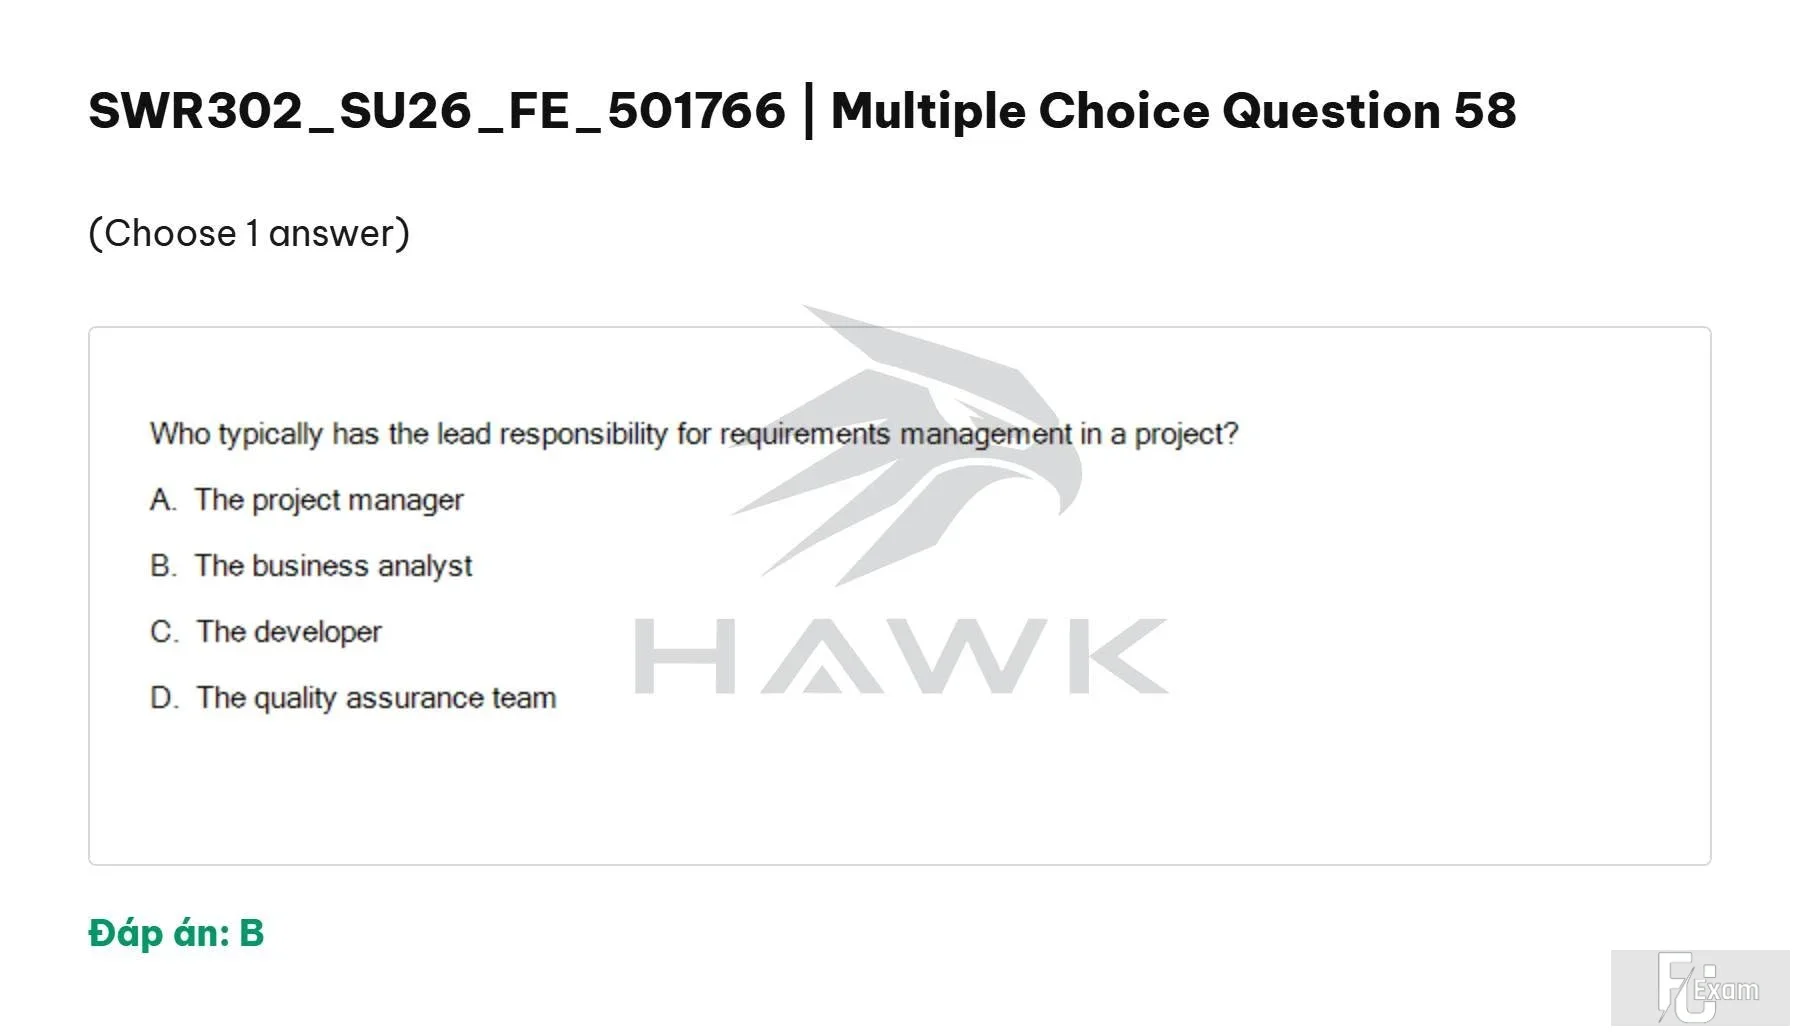 SWR302_SU26_FE_501766 | Multiple Choice Question 58
(Choose 1 answer)
Who typically has the lead responsibility for requirements management in a project?
A. The project manager
B. The business analyst
C. The developer
D. The quality assurance team
HAWK
Đáp án: B
FU Exam